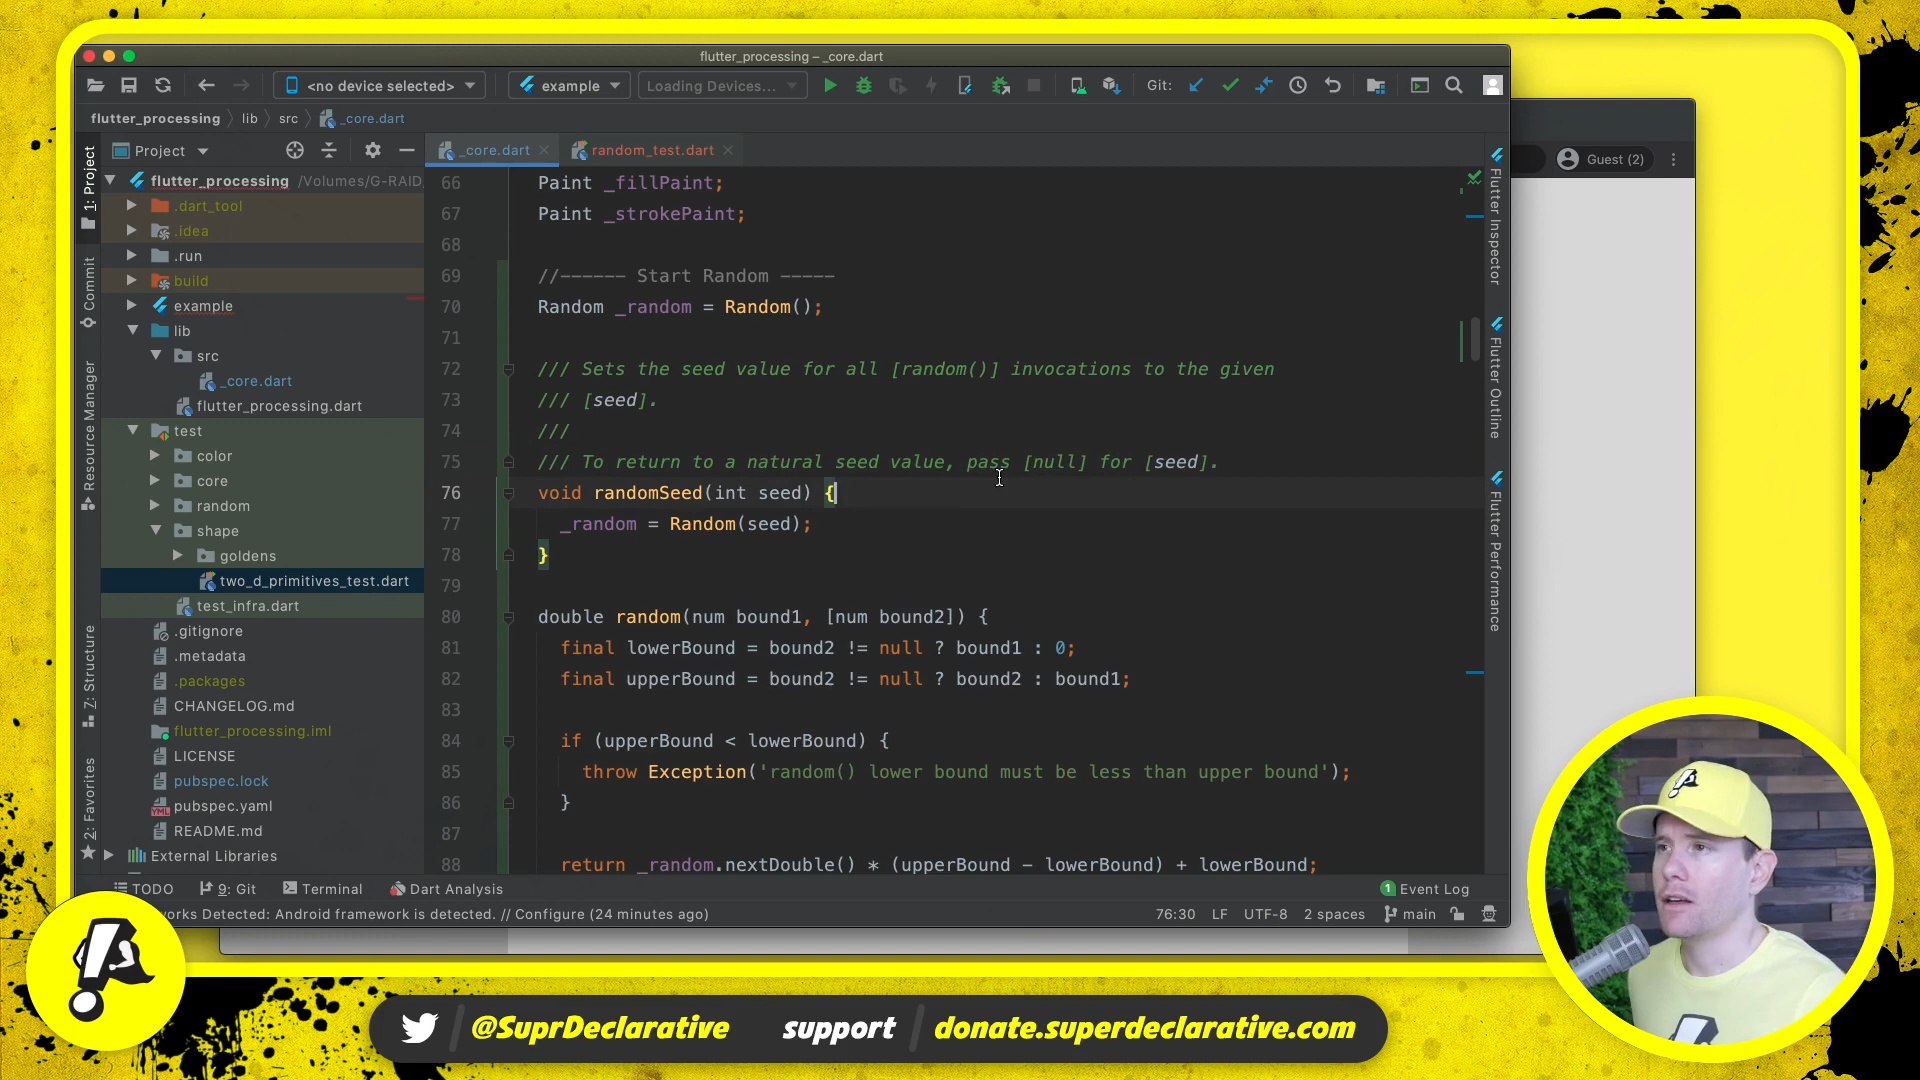 flutter_processing – _core.dart
<no device selected>
example
Loading Devices...
Git:
flutter_processing
lib
src
_core.dart
Guest (2)
Project
_core.dart
random_test.dart
1: Project
Commit
Resource Manager
7: Structure
2: Favorites
flutter_processing /Volumes/G-RAID,
.dart_tool
.idea
.run
build
example
lib
src
_core.dart
flutter_processing.dart
test
color
core
random
shape
goldens
two_d_primitives_test.dart
test_infra.dart
.gitignore
.metadata
.packages
CHANGELOG.md
flutter_processing.iml
LICENSE
pubspec.lock
pubspec.yaml
README.md
External Libraries
66 Paint _fillPaint;
67 Paint _strokePaint;
68
69 //------ Start Random -----
70 Random _random = Random();
71
72 /// Sets the seed value for all [random()] invocations to the given
73 /// [seed].
74 ///
75 /// To return to a natural seed value, pass [null] for [seed].
76 void randomSeed(int seed) {
77 _random = Random(seed);
78 }
79
80 double random(num bound1, [num bound2]) {
81 final lowerBound = bound2 != null ? bound1 : 0;
82 final upperBound = bound2 != null ? bound2 : bound1;
83
84 if (upperBound < lowerBound) {
85 throw Exception('random() lower bound must be less than upper bound');
86 }
87
88 return _random.nextDouble() * (upperBound - lowerBound) + lowerBound;
Flutter Inspector
Flutter Outline
Flutter Performance
TODO
9: Git
Terminal
Dart Analysis
1 Event Log
works Detected: Android framework is detected. // Configure (24 minutes ago)
76:30
LF
UTF-8
2 spaces
main
@SuprDeclarative
support
donate.superdeclarative.com